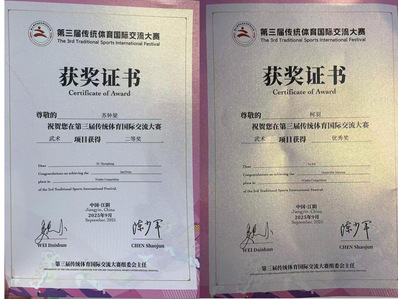 第三届传统体育国际交流大赛
The 3rd Traditional Sports International Festival
获奖证书
Certificate of Award
尊敬的 苏钟梁
祝贺您在第三届传统体育国际交流大赛
武术 项目获得 二等奖
Dear
Congratulations on achieving the
place in
of the 3rd Traditional Sports International Festival.
中国·江阴
Jiangyin, China
2025年9月
September, 2025
WEI Daishun CHEN Shaojun
第三届传统体育国际交流大赛组委会主任
第三届传统体育国际交流大赛
The 3rd Traditional Sports International Festival
获奖证书
Certificate of Award
尊敬的
祝贺您在第三届传统体育国际交流大赛
武术 项目获得 优秀奖
Dear
Congratulations on achieving the
place in
of the 3rd Traditional Sports International Festival.
中国·江阴
Jiangyin, China
2025年9月
September, 2025
CHEN Shaojun
第三届传统体育国际交流大赛组委会主任